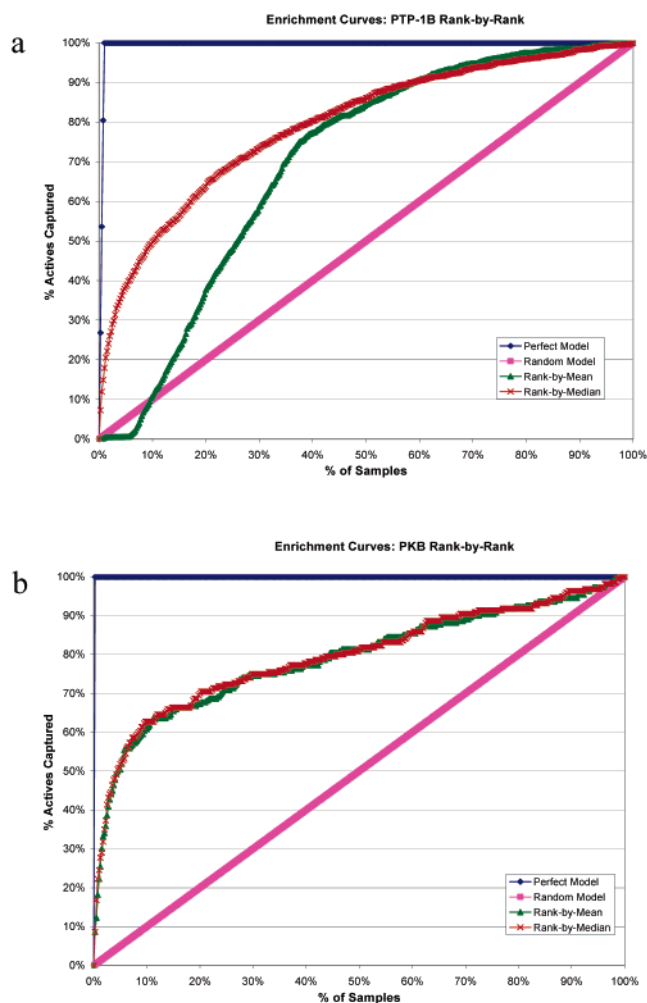 a
Enrichment Curves: PTP-1B Rank-by-Rank
100%
90%
80%
70%
60%
50%
40%
30%
20%
10%
0%
% Actives Captured
Perfect Model
Random Model
Rank-by-Mean
Rank-by-Median
0% 10% 20% 30% 40% 50% 60% 70% 80% 90% 100%
% of Samples
b
Enrichment Curves: PKB Rank-by-Rank
100%
90%
80%
70%
60%
50%
40%
30%
20%
10%
0%
% Actives Captured
Perfect Model
Random Model
Rank-by-Mean
Rank-by-Median
0% 10% 20% 30% 40% 50% 60% 70% 80% 90% 100%
% of Samples